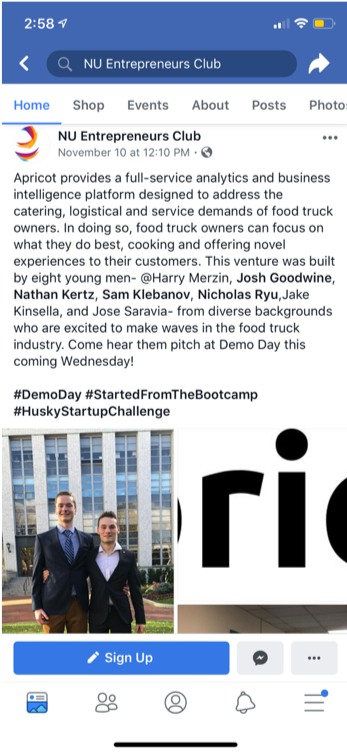 2:58
NU Entrepreneurs Club
Home Shop Events About Posts Photo
NU Entrepreneurs Club
November 10 at 12:10 PM ·
Apricot provides a full-service analytics and business
intelligence platform designed to address the
catering, logistical and service demands of food truck
owners. In doing so, food truck owners can focus on
what they do best, cooking and offering novel
experiences to their customers. This venture was built
by eight young men- @Harry Merzin, Josh Goodwine,
Nathan Kertz, Sam Klebanov, Nicholas Ryu,Jake
Kinsella, and Jose Saravia- from diverse backgrounds
who are excited to make waves in the food truck
industry. Come hear them pitch at Demo Day this
coming Wednesday!
#DemoDay #StartedFromTheBootcamp
#HuskyStartupChallenge
ric
Sign Up